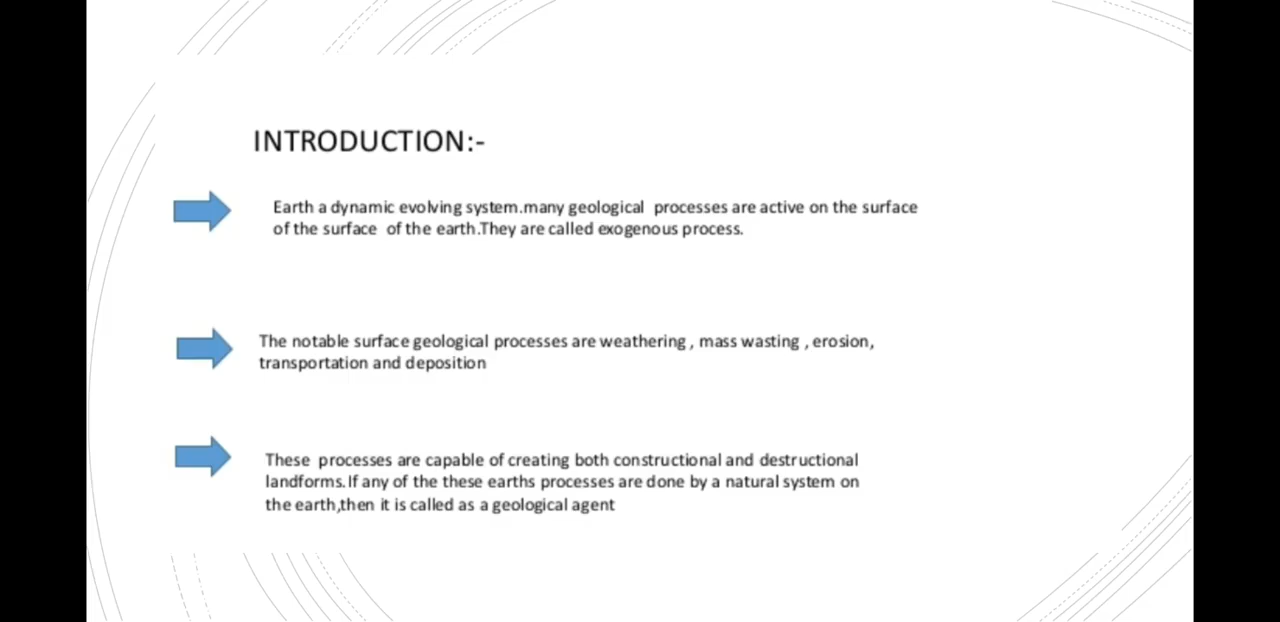 INTRODUCTION:-
Earth a dynamic evolving system.many geological processes are active on the surface
of the surface of the earth.They are called exogenous process.
The notable surface geological processes are weathering , mass wasting , erosion,
transportation and deposition
These processes are capable of creating both constructional and destructional
landforms.If any of the these earths processes are done by a natural system on
the earth,then it is called as a geological agent